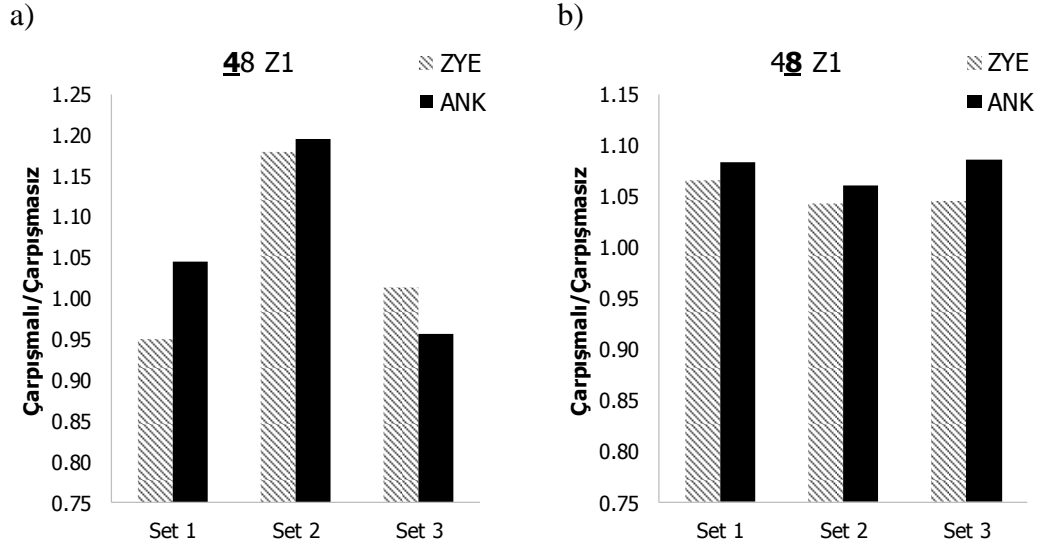 a)
48 Z1
ZYE
ANK
Çarpışmalı/Çarpışmasız
1.25
1.20
1.15
1.10
1.05
1.00
0.95
0.90
0.85
0.80
0.75
Set 1 Set 2 Set 3
b)
48 Z1
ZYE
ANK
Çarpışmalı/Çarpışmasız
1.15
1.10
1.05
1.00
0.95
0.90
0.85
0.80
0.75
Set 1 Set 2 Set 3